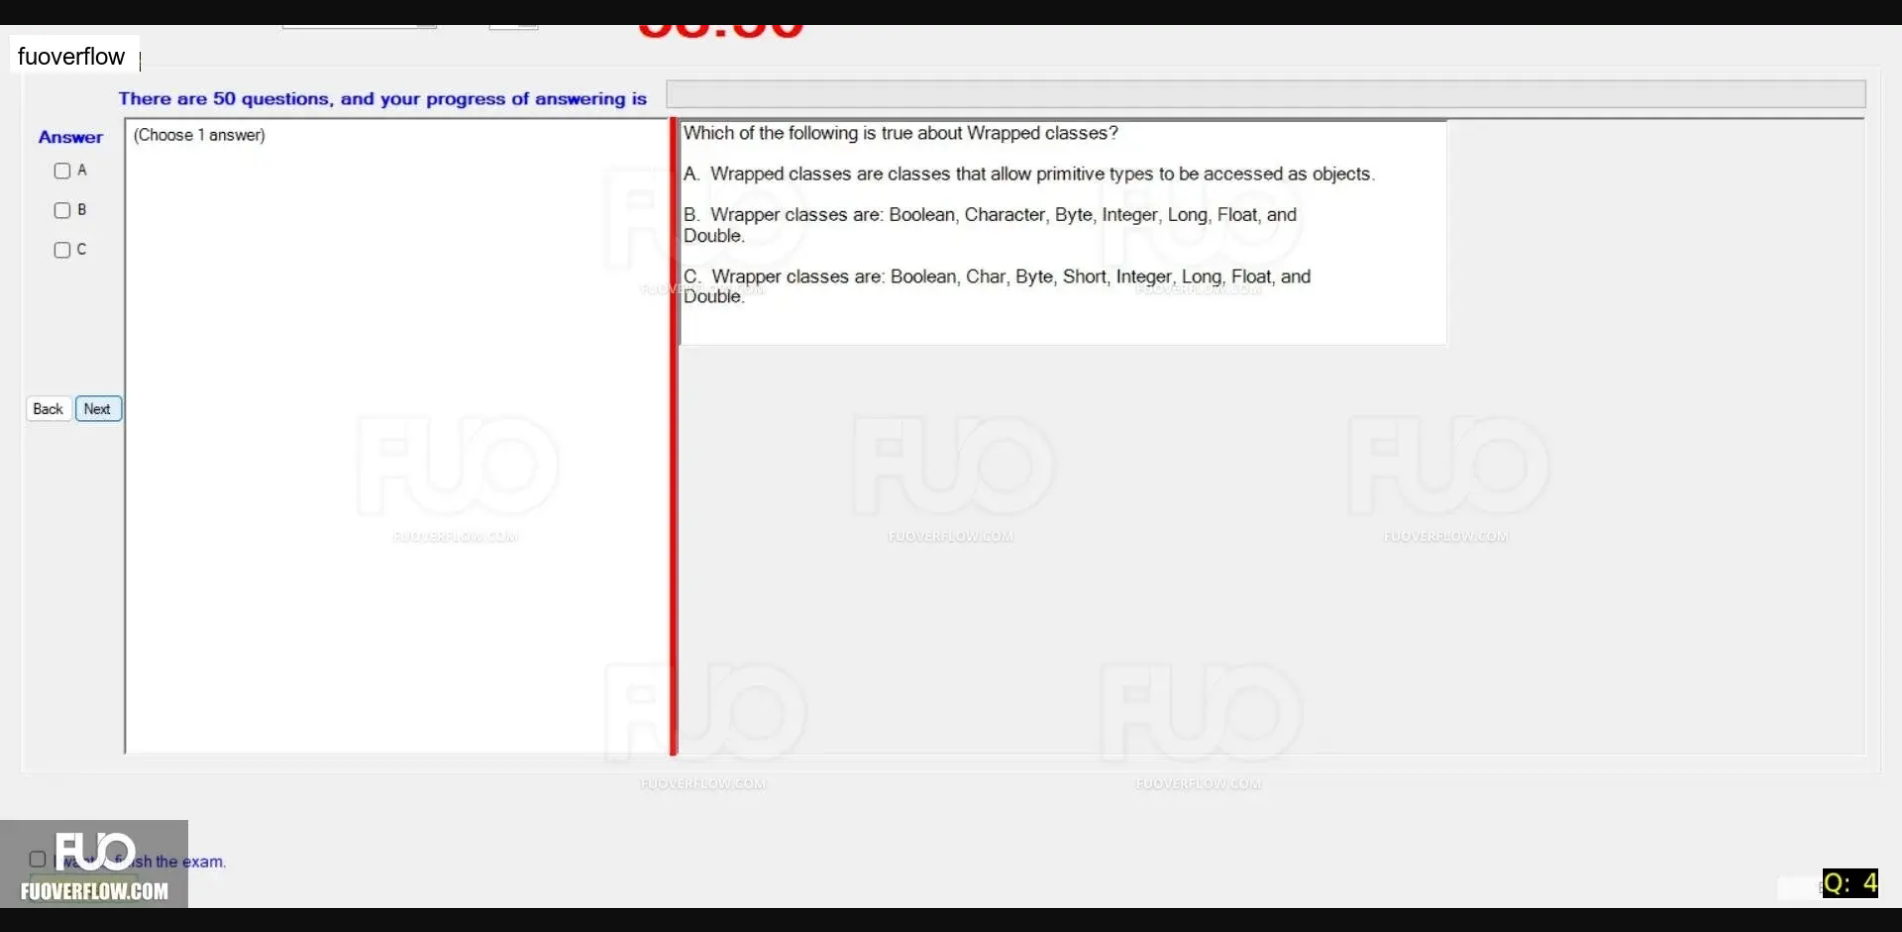 fuoverflow
There are 50 questions, and your progress of answering is
Answer
(Choose 1 answer)
A
B
C
Back Next
Which of the following is true about Wrapped classes?
A. Wrapped classes are classes that allow primitive types to be accessed as objects.
B. Wrapper classes are: Boolean, Character, Byte, Integer, Long, Float, and
Double.
C. Wrapper classes are: Boolean, Char, Byte, Short, Integer, Long, Float, and
Double.
FUO
FUOVERFLOW.COM
FUO
FUOVERFLOW.COM
FUO
FUOVERFLOW.COM
FUO
FUOVERFLOW.COM
FUO
FUOVERFLOW.COM
FUO
FUOVERFLOW.COM
FUO
FUOVERFLOW.COM
the exam.
FUO
FUOVERFLOW.COM
Q: 4